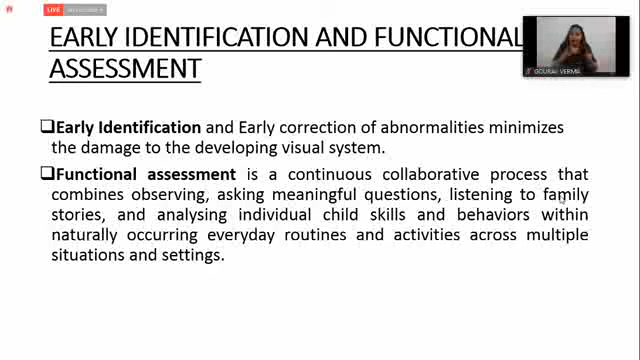 LIVE
EARLY IDENTIFICATION AND FUNCTIONAL
ASSESSMENT
GOURAV VERMA
❑Early Identification and Early correction of abnormalities minimizes
the damage to the developing visual system.
❑Functional assessment is a continuous collaborative process that
combines observing, asking meaningful questions, listening to family
stories, and analysing individual child skills and behaviors within
naturally occurring everyday routines and activities across multiple
situations and settings.